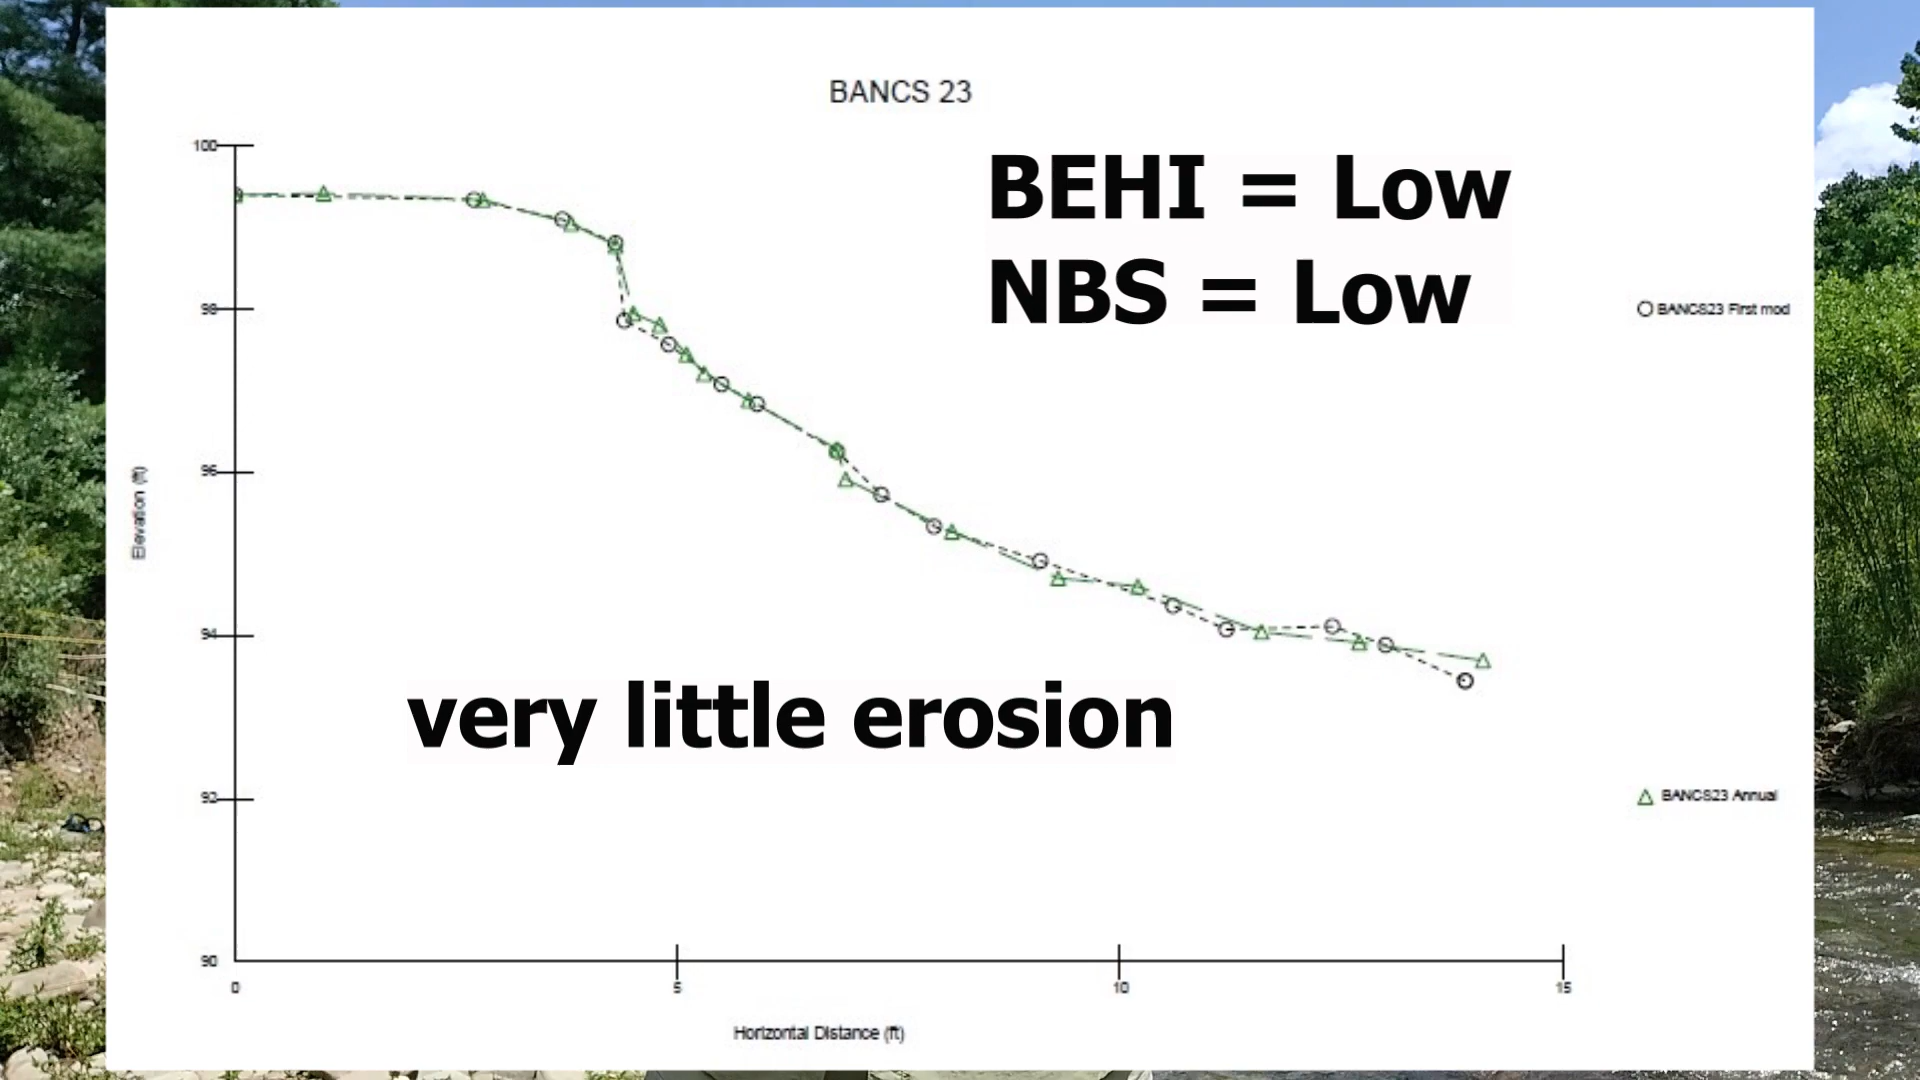 BANCS 23
100
BEHI = Low
NBS = Low
98
BANCS23 First mod
96
Elevation (ft)
94
very little erosion
92
BANCS23 Annual
90
0
5
10
15
Horizontal Distance (ft)